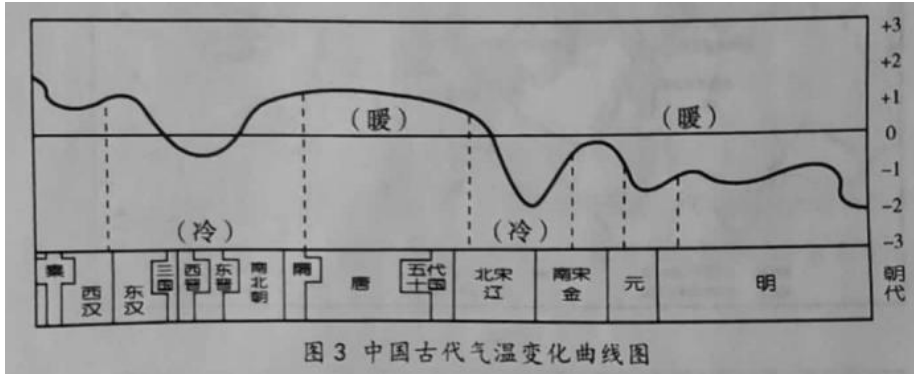 +3
+2
+1
(暖) (暖) 0
-1
-2
(冷) (冷) -3
秦 西汉 东汉 三国 西晋 东晋 南北朝 隋 唐 五代十国 北宋辽 南宋金 元 明 朝代
图3 中国古代气温变化曲线图